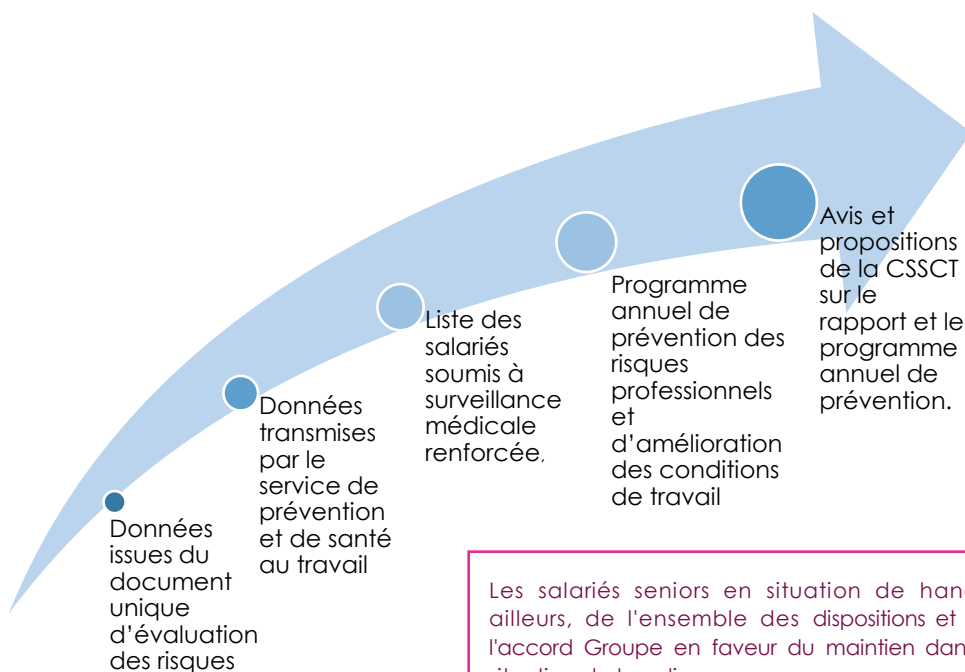 Données
issues du
document
unique
d’évaluation
des risques
Données
transmises
par le
service de
prévention
et de santé
au travail
Liste des
salariés
soumis à
surveillance
médicale
renforcée,
Programme
annuel de
prévention des
risques
professionnels
et
d’amélioration
des conditions
de travail
Avis et
propositions
de la CSSCT
sur le
rapport et le
programme
annuel de
prévention.
Les salariés seniors en situation de
ailleurs, de l'ensemble des dispositions et
l'accord Groupe en faveur du maintien